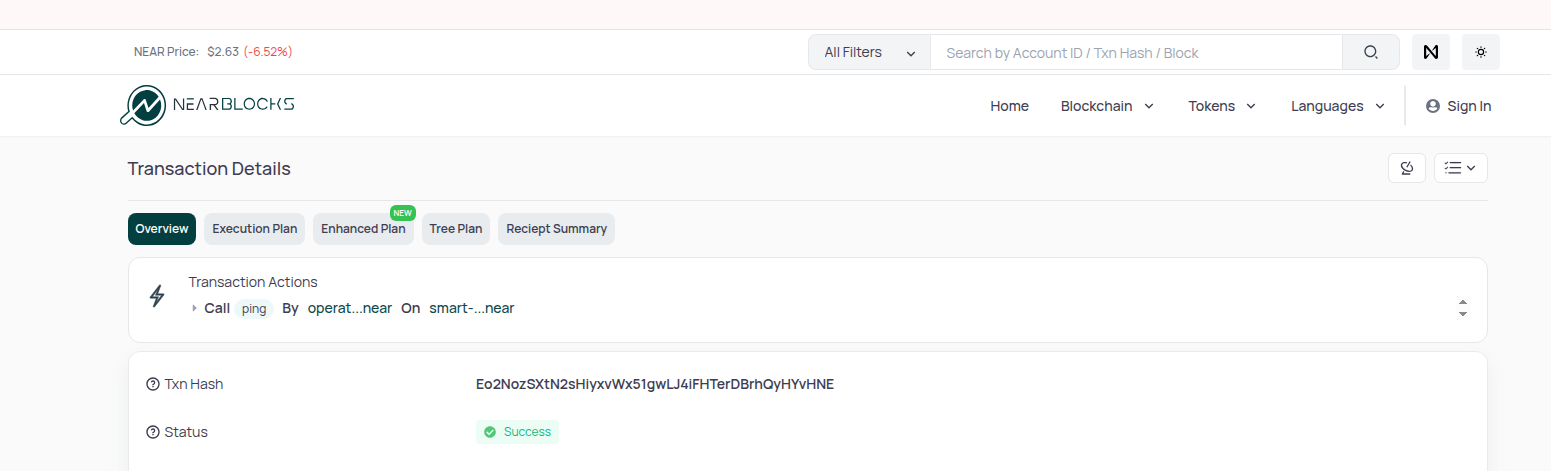 NEAR Price: $2.63 (-6.52%)
All Filters Search by Account ID / Txn Hash / Block
NEARBLOCKS
Home Blockchain Tokens Languages Sign In
Transaction Details
Overview Execution Plan Enhanced Plan NEW Tree Plan Reciept Summary
Transaction Actions
Call ping By operat...near On smart-...near
Txn Hash Eo2NozSXtN2sHiyxvWx51gwLJ4iFHTerDBrhQyHYvHNE
Status Success